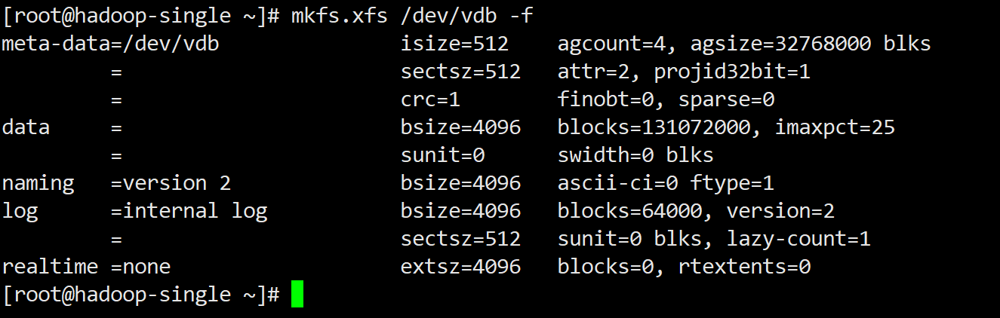 [root@hadoop-single ~]# mkfs.xfs /dev/vdb -f
meta-data=/dev/vdb               isize=512    agcount=4, agsize=32768000 blks
         =                       sectsz=512   attr=2, projid32bit=1
         =                       crc=1        finobt=0, sparse=0
data     =                       bsize=4096   blocks=131072000, imaxpct=25
         =                       sunit=0      swidth=0 blks
naming   =version 2              bsize=4096   ascii-ci=0 ftype=1
log      =internal log           bsize=4096   blocks=64000, version=2
         =                       sectsz=512   sunit=0 blks, lazy-count=1
realtime =none                   extsz=4096   blocks=0, rtextents=0
[root@hadoop-single ~]#